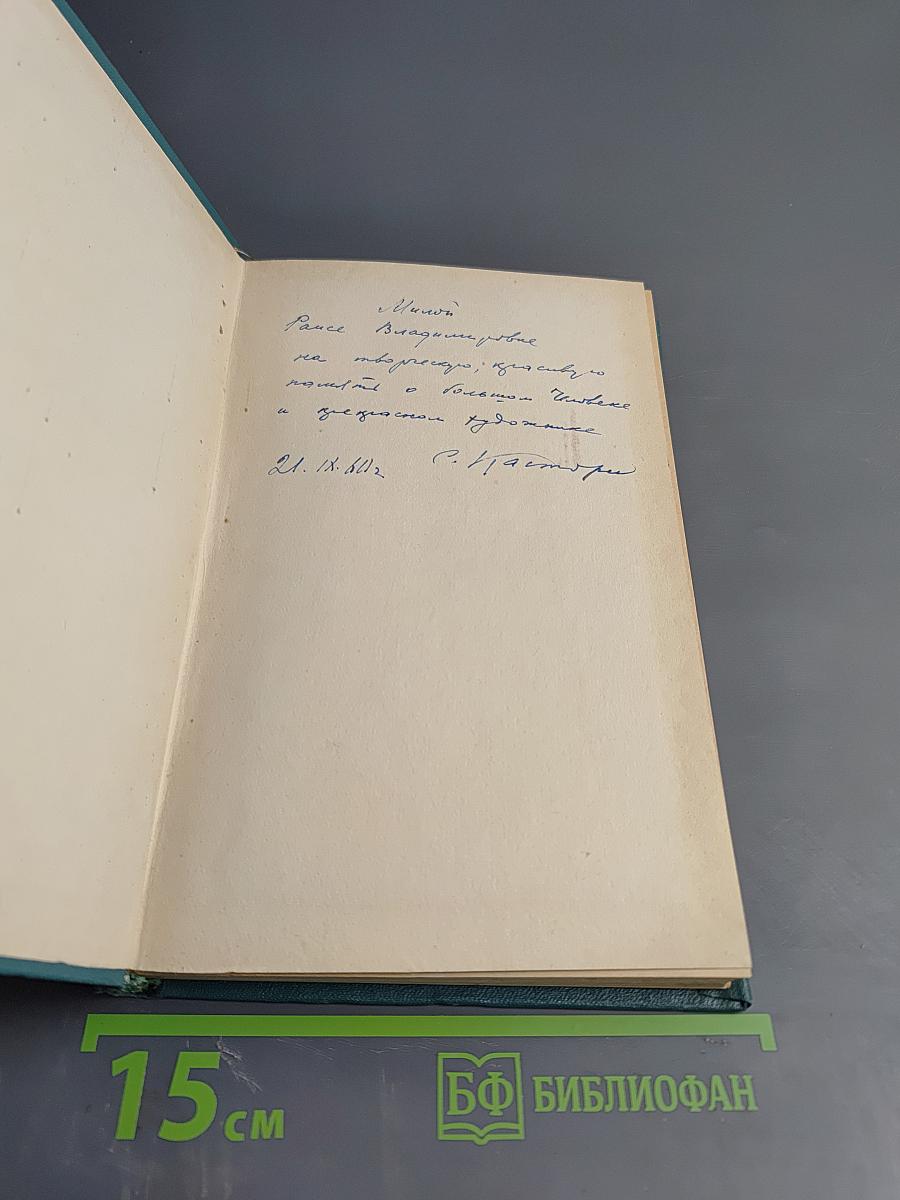 Милой
Раисе Владимировне
на творческую, красивую
память о большом Человеке
и прекрасном художнике
21. IX. 60 г С.
15 см
БФ БИБЛИОФАН